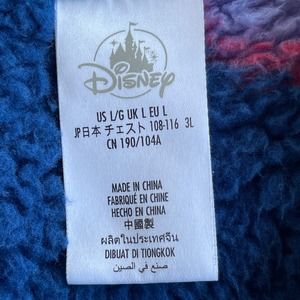 Disney
US L/G UK L EU L
JP日本 チェスト 108-116 3L
CN 190/104A
MADE IN CHINA
FABRIQUÉ EN CHINE
HECHO EN CHINA
中國製
ผลิตในประเทศจีน
DIBUAT DI TIONGKOK
صنع في الصين